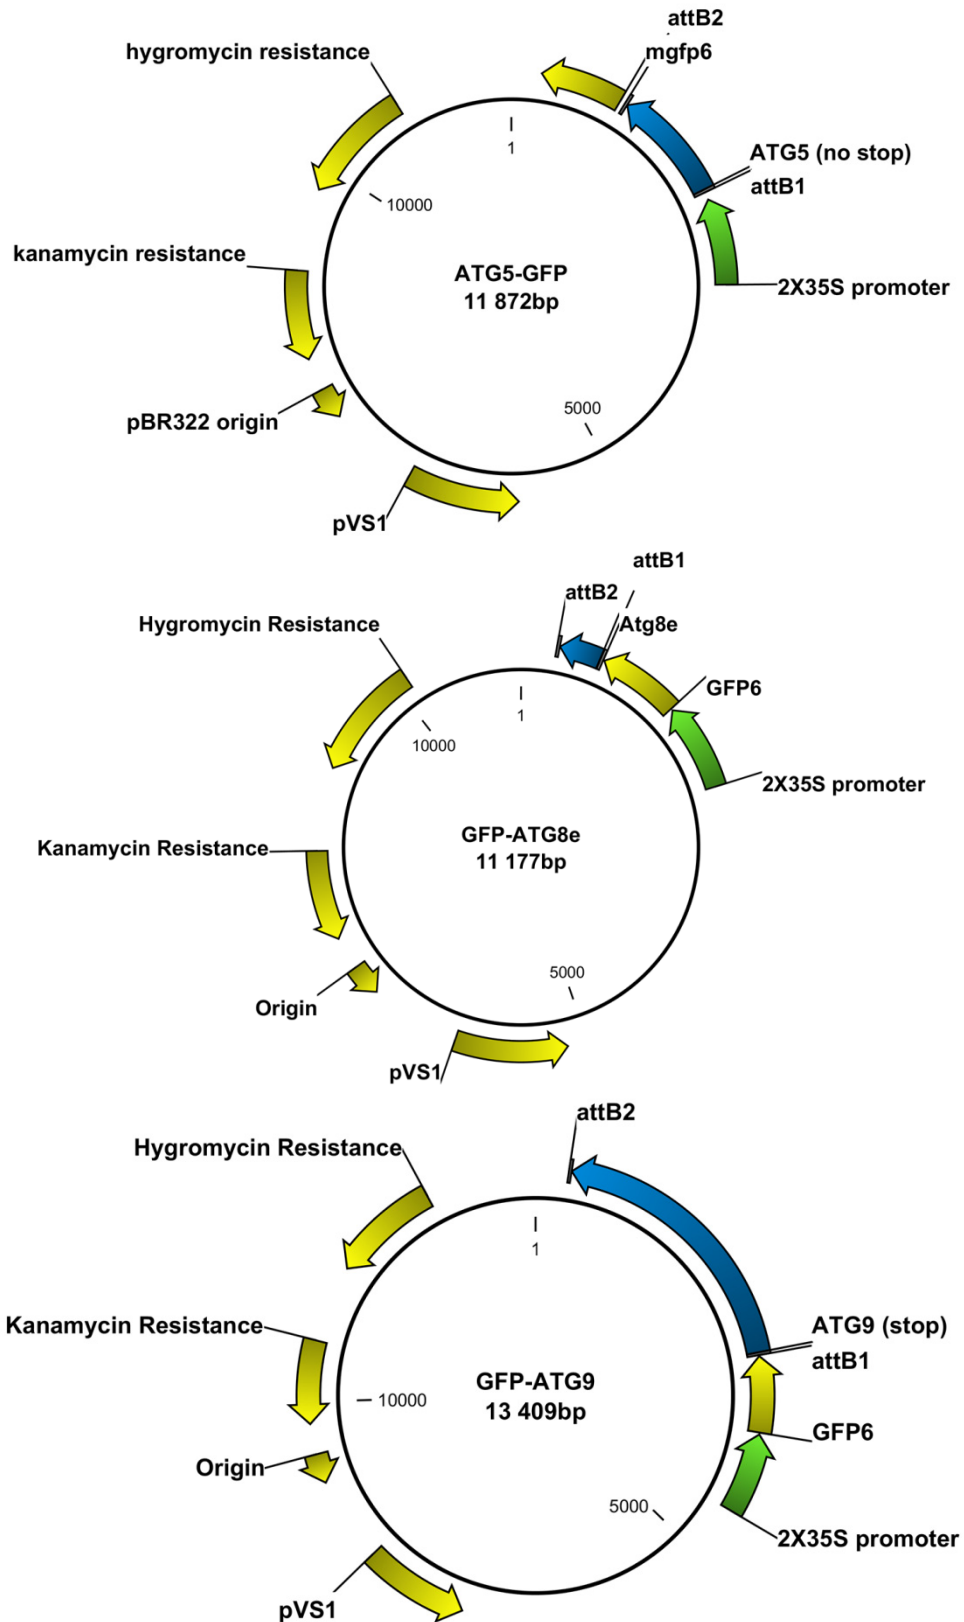 attB2
hygromycin resistance
mgfp6
1
ATG5 (no stop)
attB1
10000
kanamycin resistance
ATG5-GFP
11 872bp
2X35S promoter
5000
pBR322 origin
pVS1
attB1
attB2
Hygromycin Resistance
Atg8e
GFP6
1
10000
2X35S promoter
Kanamycin Resistance
GFP-ATG8e
11 177bp
5000
Origin
pVS1
attB2
Hygromycin Resistance
1
Kanamycin Resistance
ATG9 (stop)
attB1
GFP-ATG9
13 409bp
10000
GFP6
Origin
5000
2X35S promoter
pVS1